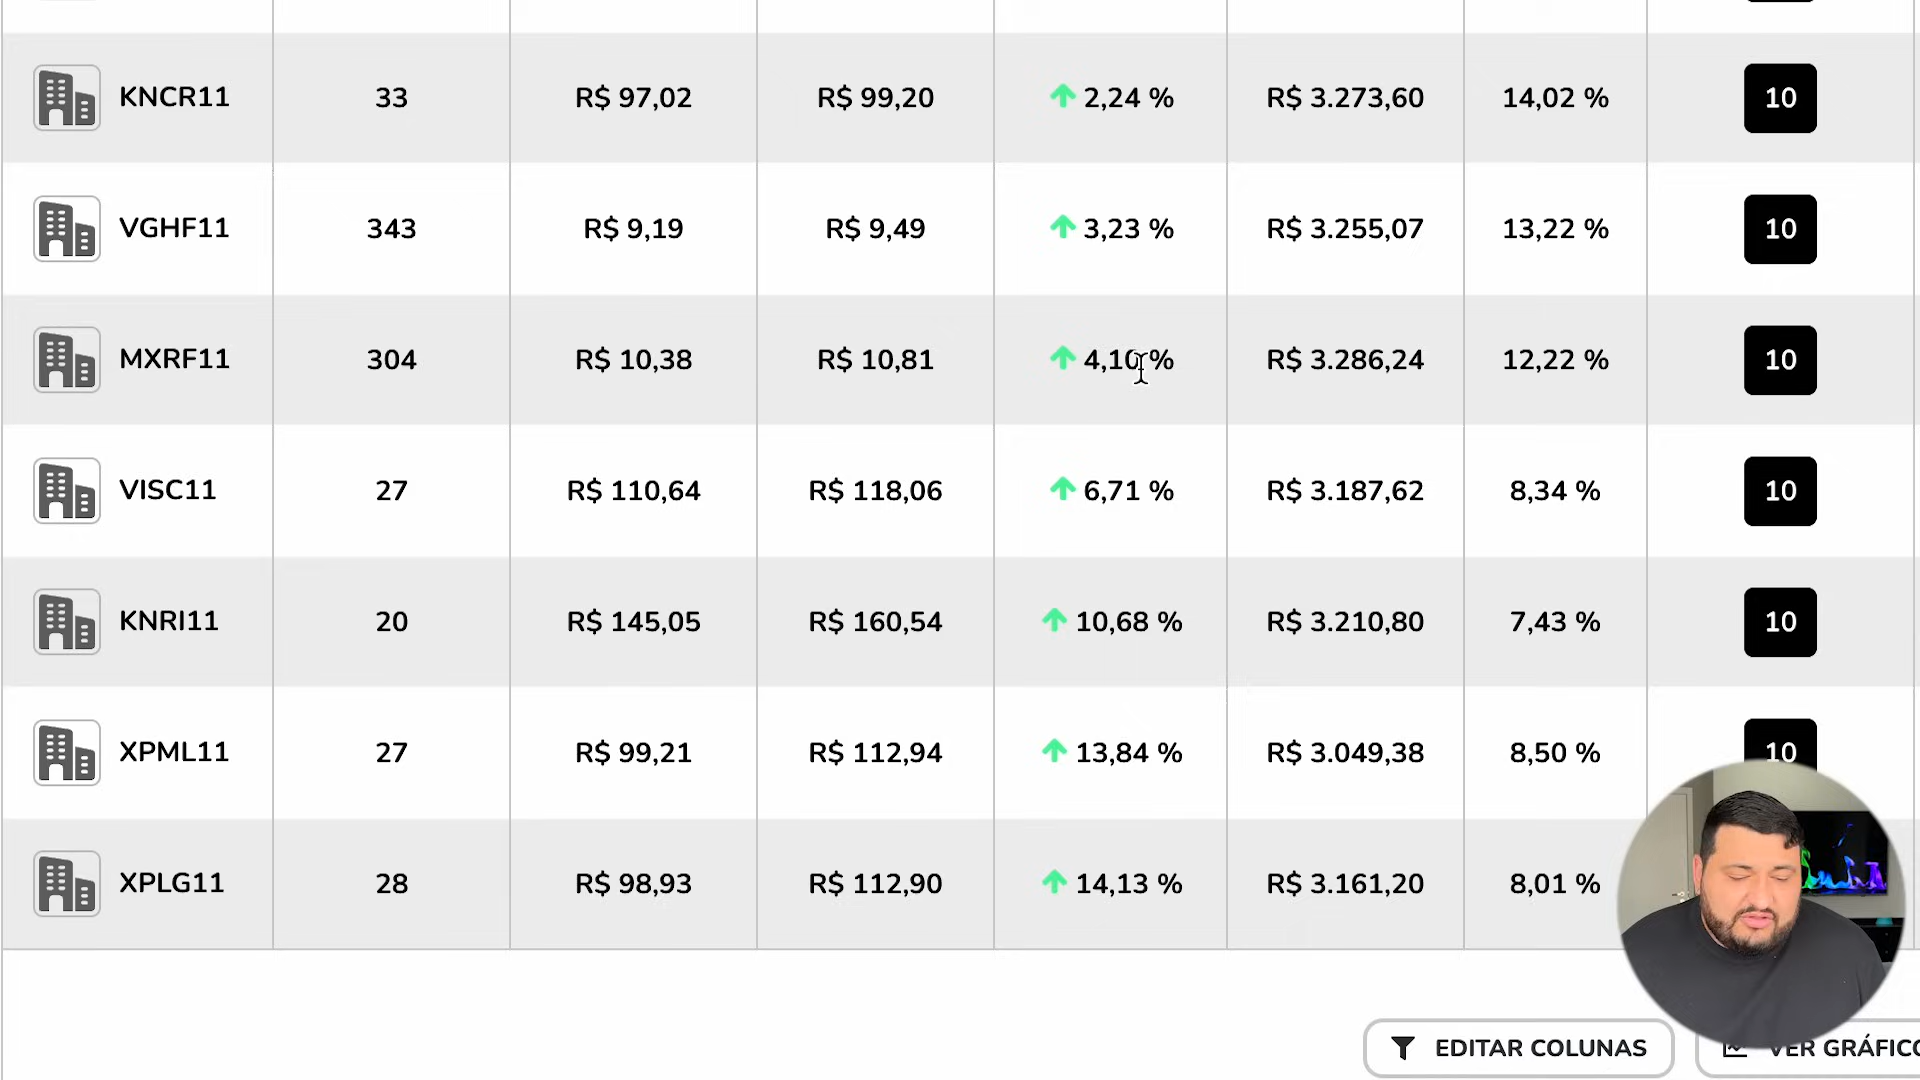 KNCR11 33 R$ 97,02 R$ 99,20 2,24 % R$ 3.273,60 14,02 % 10
VGHF11 343 R$ 9,19 R$ 9,49 3,23 % R$ 3.255,07 13,22 % 10
MXRF11 304 R$ 10,38 R$ 10,81 4,10 % R$ 3.286,24 12,22 % 10
VISC11 27 R$ 110,64 R$ 118,06 6,71 % R$ 3.187,62 8,34 % 10
KNRI11 20 R$ 145,05 R$ 160,54 10,68 % R$ 3.210,80 7,43 % 10
XPML11 27 R$ 99,21 R$ 112,94 13,84 % R$ 3.049,38 8,50 % 10
XPLG11 28 R$ 98,93 R$ 112,90 14,13 % R$ 3.161,20 8,01 %
EDITAR COLUNAS VER GRÁFICO